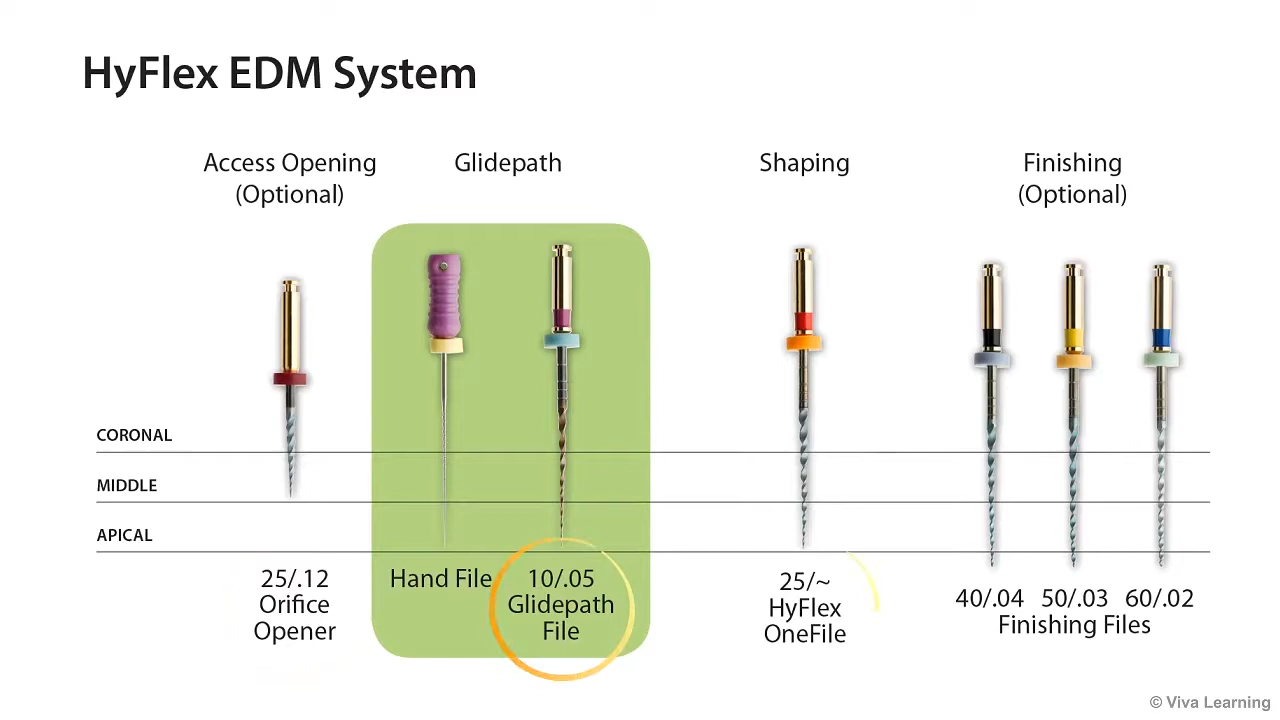 HyFlex EDM System
Access Opening
(Optional)
Glidepath
Shaping
Finishing
(Optional)
CORONAL
MIDDLE
APICAL
25/.12
Orifice
Opener
Hand File
10/.05
Glidepath
File
25/~
HyFlex
OneFile
40/.04 50/.03 60/.02
Finishing Files
© Viva Learning